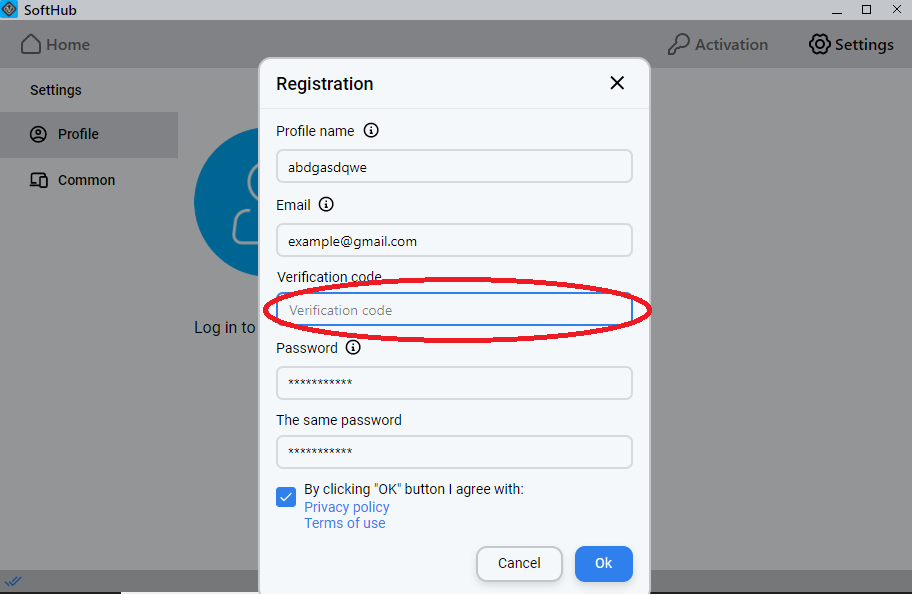 SoftHub
Home
Activation
Settings
Settings
Profile
Common
Log in to
Registration
Profile name
abdgasdqwe
Email
example@gmail.com
Verification code
Verification code
Password
***********
The same password
***********
By clicking "OK" button I agree with:
Privacy policy
Terms of use
Cancel
Ok